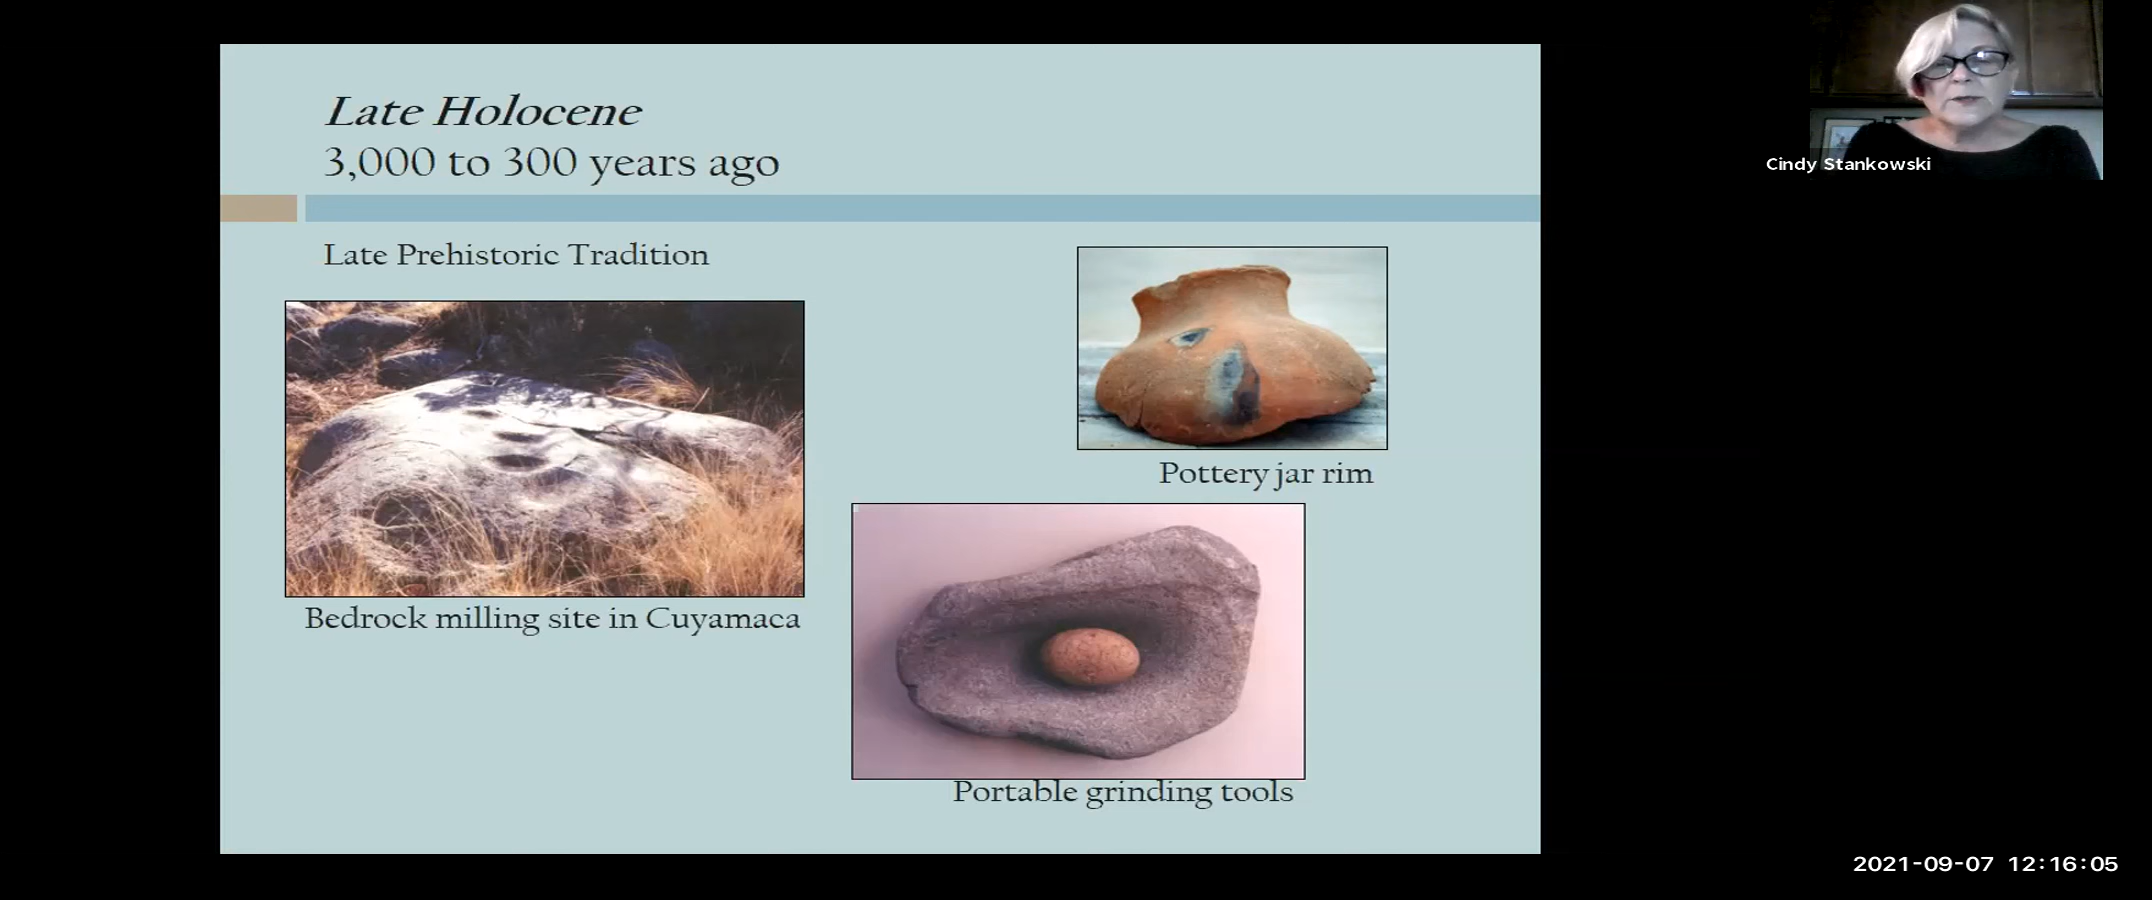 Late Holocene
3,000 to 300 years ago
Late Prehistoric Tradition
Bedrock milling site in Cuyamaca
Pottery jar rim
Portable grinding tools
Cindy Stankowski
2021-09-07 12:16:05